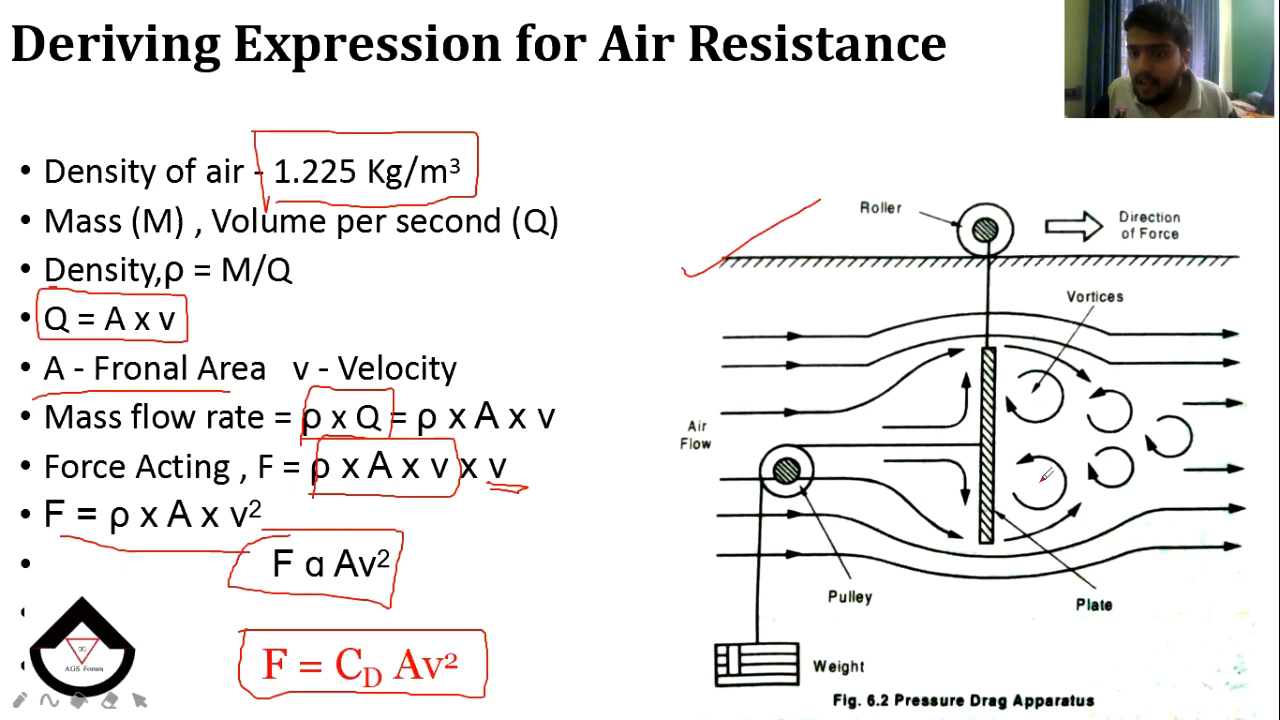 Deriving Expression for Air Resistance
• Density of air - 1.225 Kg/m³
• Mass (M) , Volume per second (Q)
• Density,ρ = M/Q
• Q = A x v
• A - Fronal Area v - Velocity
• Mass flow rate = ρ x Q = ρ x A x v
• Force Acting , F = ρ x A x v x v
• F = ρ x A x v²
• F α Av²
F = C_D Av²
AGS Forum
Roller
Direction
of Force
Vortices
Air
Flow
Pulley
Plate
Weight
Fig. 6.2 Pressure Drag Apparatus